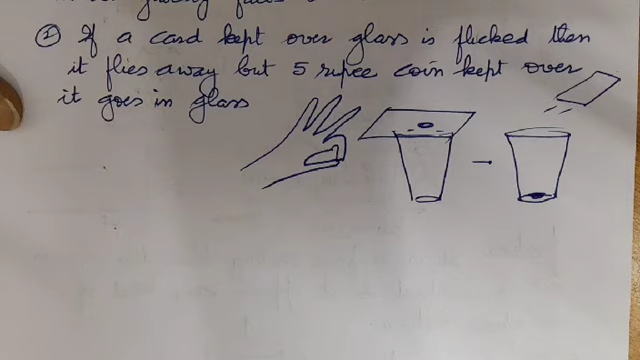 ② If a card kept over glass is flicked then
it flies away but 5 rupee coin kept over
it goes in glass